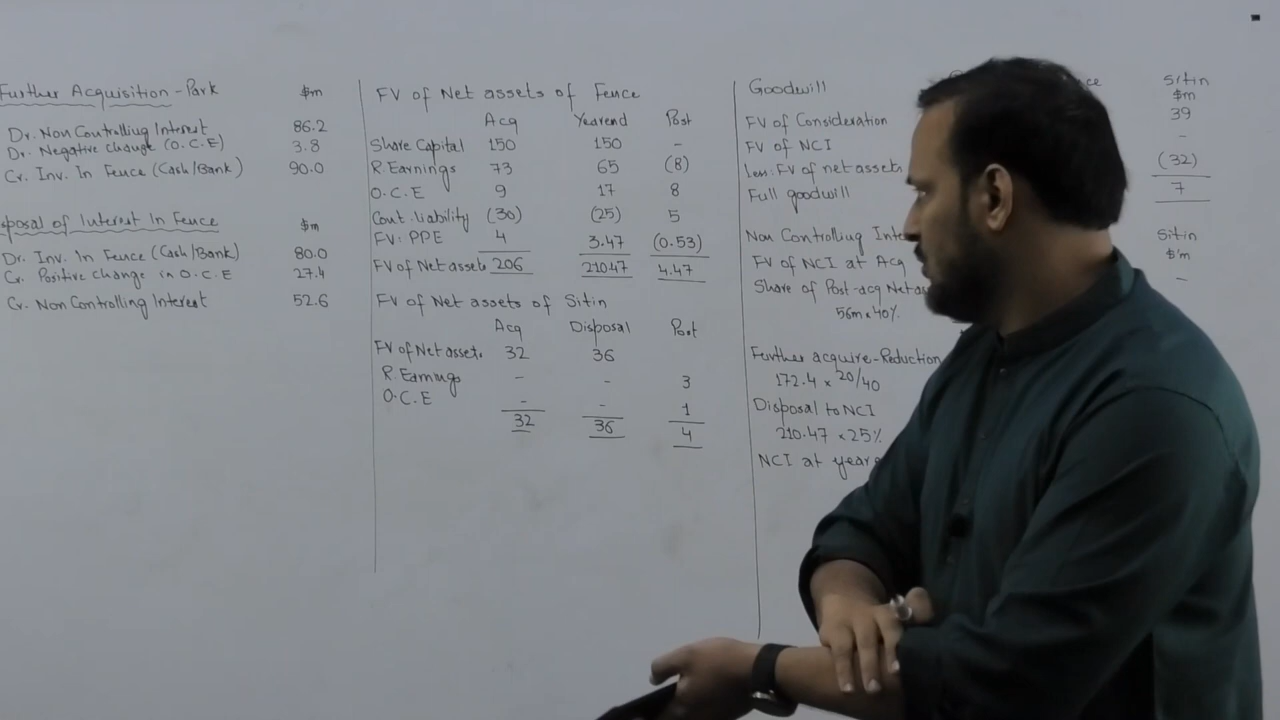 Further Acquisition - Park $m
Dr. Non Controlling Interest 86.2
Dr. Negative change (O.C.E) 3.8
Cr. Inv. In Fence (Cash/Bank) 90.0
sposal of Interest In Fence $m
Dr. Inv. In Fence (Cash/Bank) 80.0
Cr. Positive change in O.C.E 27.4
Cr. Non Controlling Interest 52.6
FV of Net assets of Fence
Acq Yearend Post
Share Capital 150 150 -
R. Earnings 73 65 (8)
O.C.E 9 17 8
Cont. liability (30) (25) 5
FV: PPE 4 3.47 (0.53)
FV of Net assets 206 210.47 4.47
FV of Net assets of Sitin
Acq Disposal Post
FV of Net assets 32 36
R. Earnings - - 3
O.C.E - - 1
32 36 4
Goodwill Sitin
$m
FV of Consideration 39
FV of NCI -
less: FV of net assets (32)
Full goodwill 7
Non Controlling Inte Sitin
FV of NCI at Acq $'m
Share of Post-acq Net as -
56m x 40%
Further acquire-Reduction
172.4 x 20/40
Disposal to NCI
210.47 x 25%
NCI at year